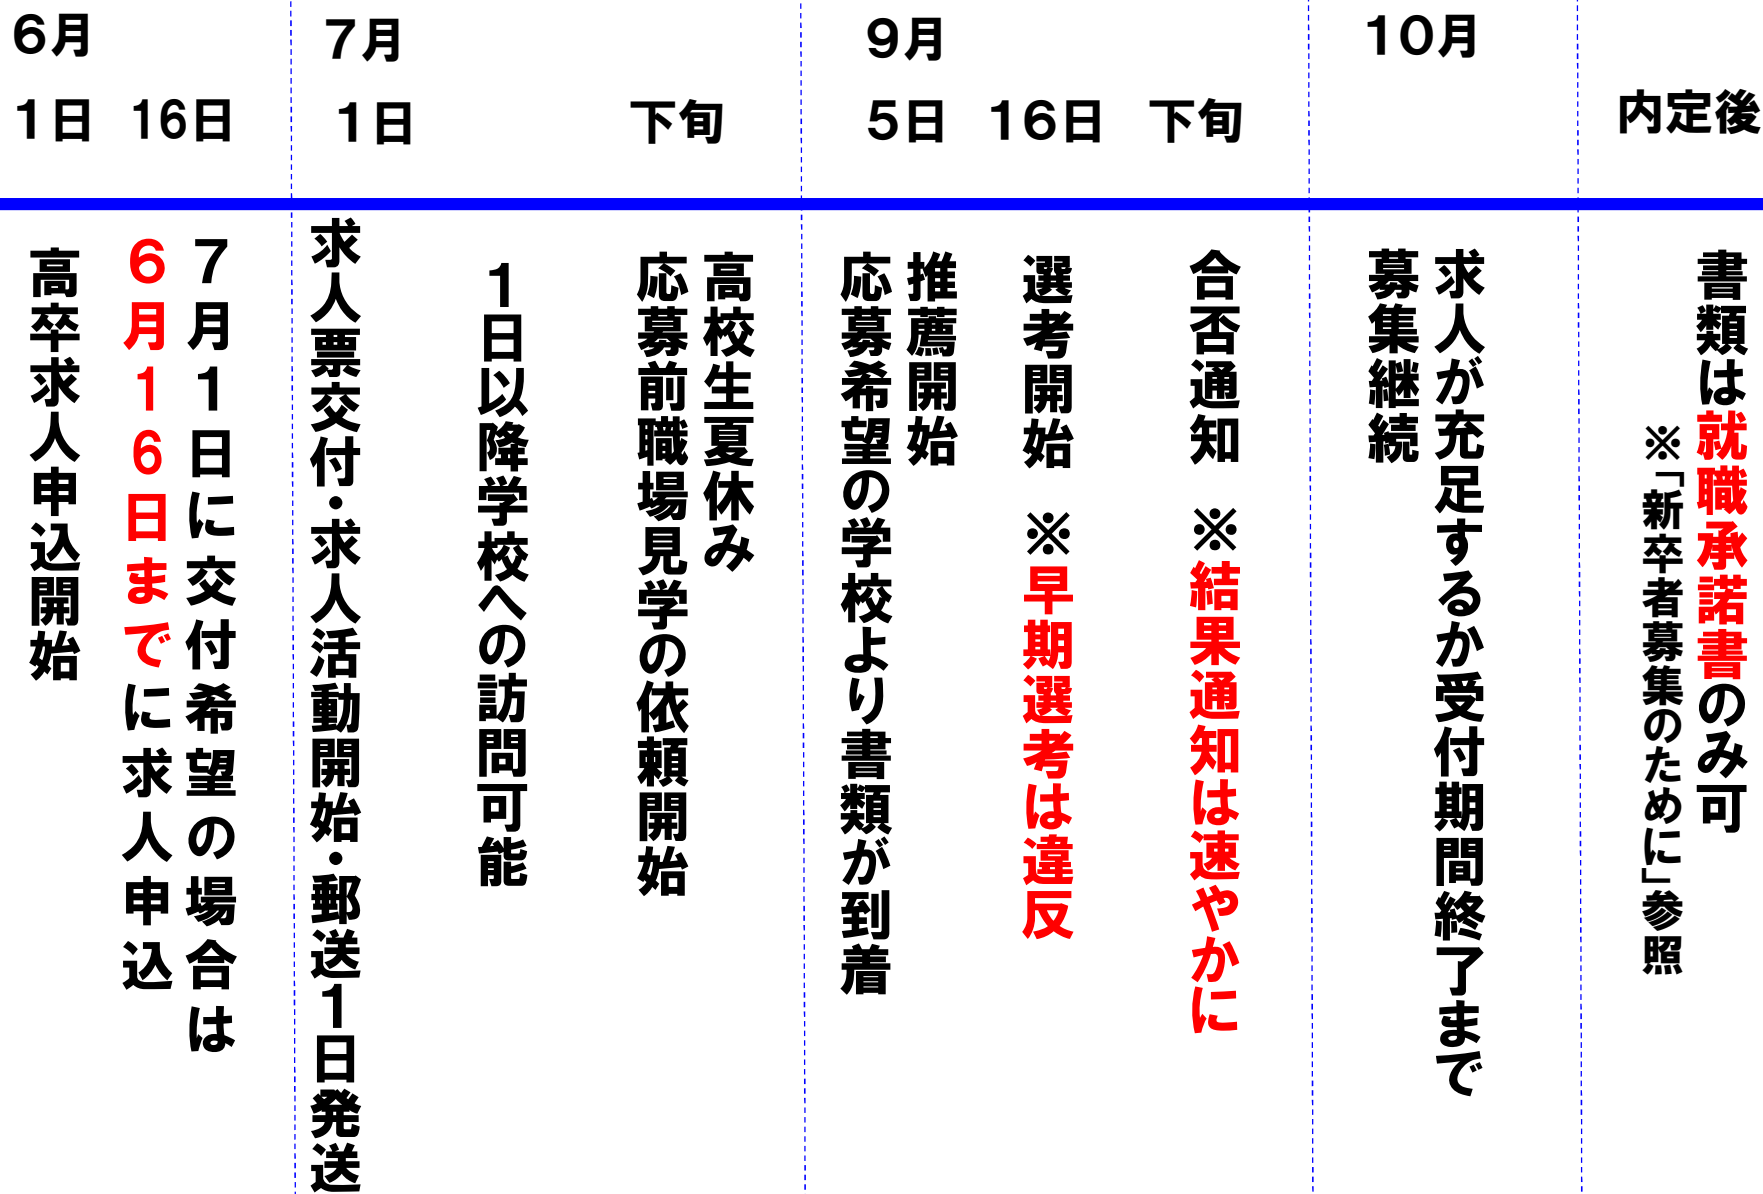 6月
1日
16日
高卒求人申込開始
7月1日に交付希望の場合は
6月16日までに求人申込
7月
1日
下旬
求人票交付・求人活動開始・郵送1日発送
1日以降学校への訪問可能
高校生夏休み
応募前職場見学の依頼開始
9月
5日
16日
下旬
推薦開始
応募希望の学校より書類が到着
選考開始 ※早期選考は違反
合否通知 ※結果通知は速やかに
10月
求人が充足するか受付期間終了まで
募集継続
内定後
書類は就職承諾書のみ可
※「新卒者募集のために」参照